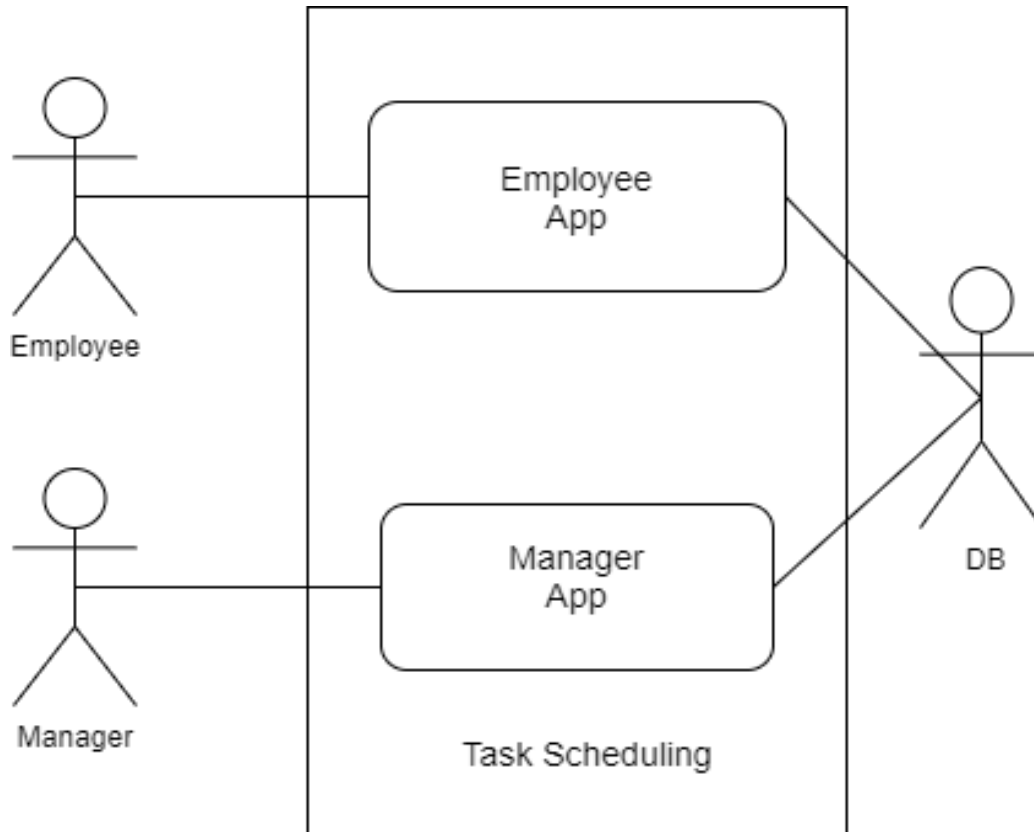 Employee
App
Employee
Manager
App
DB
Manager
Task Scheduling